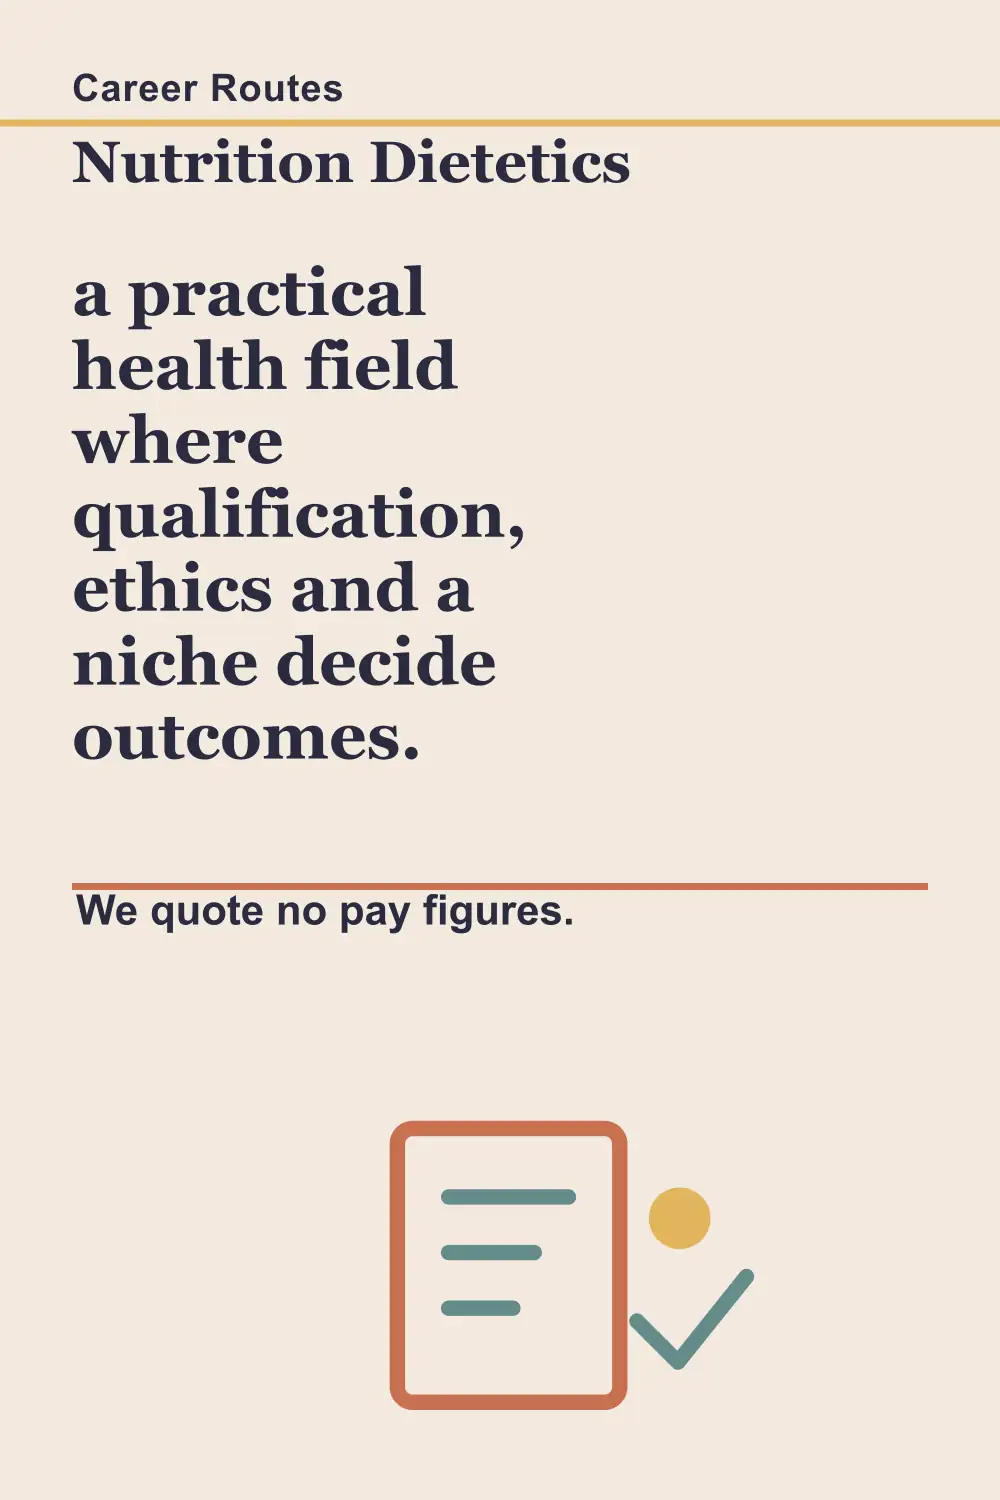 Career Routes
Nutrition Dietetics
a practical
health field
where
qualification,
ethics and a
niche decide
outcomes.
We quote no pay figures.